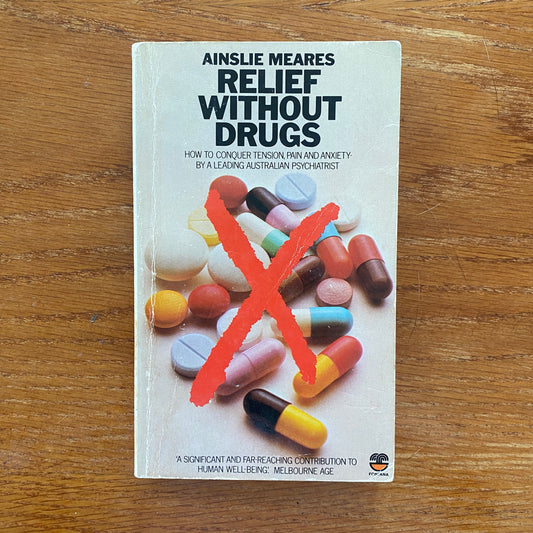 AINSLIE MEARES
RELIEF
WITHOUT
DRUGS
HOW TO CONQUER TENSION, PAIN AND ANXIETY-
BY A LEADING AUSTRALIAN PSYCHIATRIST
'A SIGNIFICANT AND FAR-REACHING CONTRIBUTION TO
HUMAN WELL-BEING'. MELBOURNE AGE